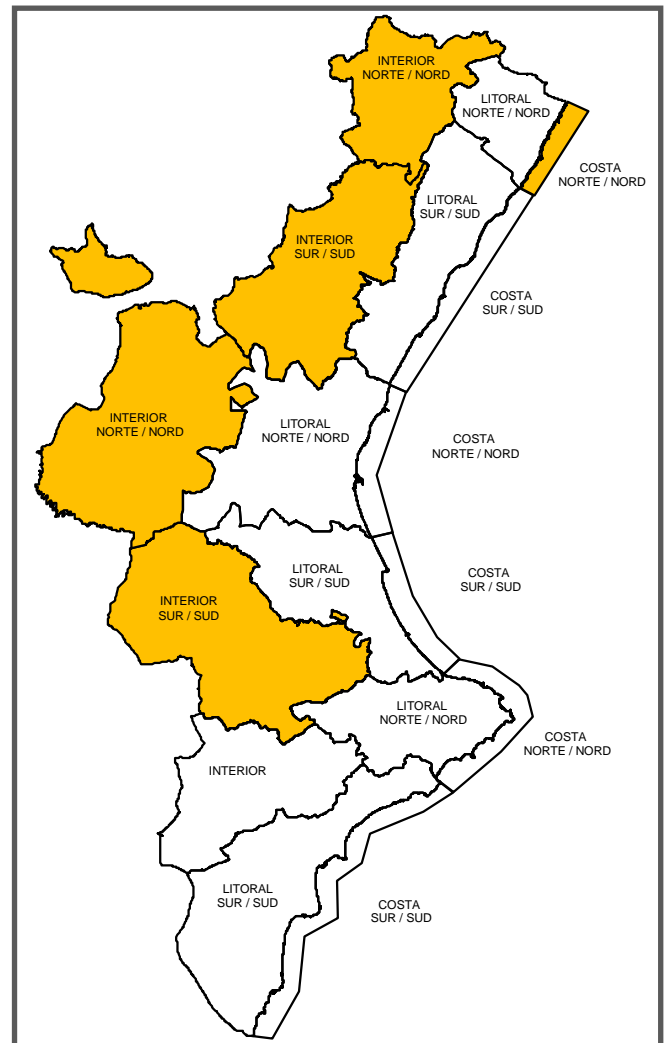 INTERIOR
NORTE / NORD
LITORAL
NORTE / NORD
COSTA
NORTE / NORD
LITORAL
SUR / SUD
INTERIOR
SUR / SUD
COSTA
SUR / SUD
INTERIOR
NORTE / NORD
LITORAL
NORTE / NORD
COSTA
NORTE / NORD
LITORAL
SUR / SUD
COSTA
SUR / SUD
INTERIOR
SUR / SUD
LITORAL
NORTE / NORD
COSTA
NORTE / NORD
INTERIOR
LITORAL
SUR / SUD
COSTA
SUR / SUD